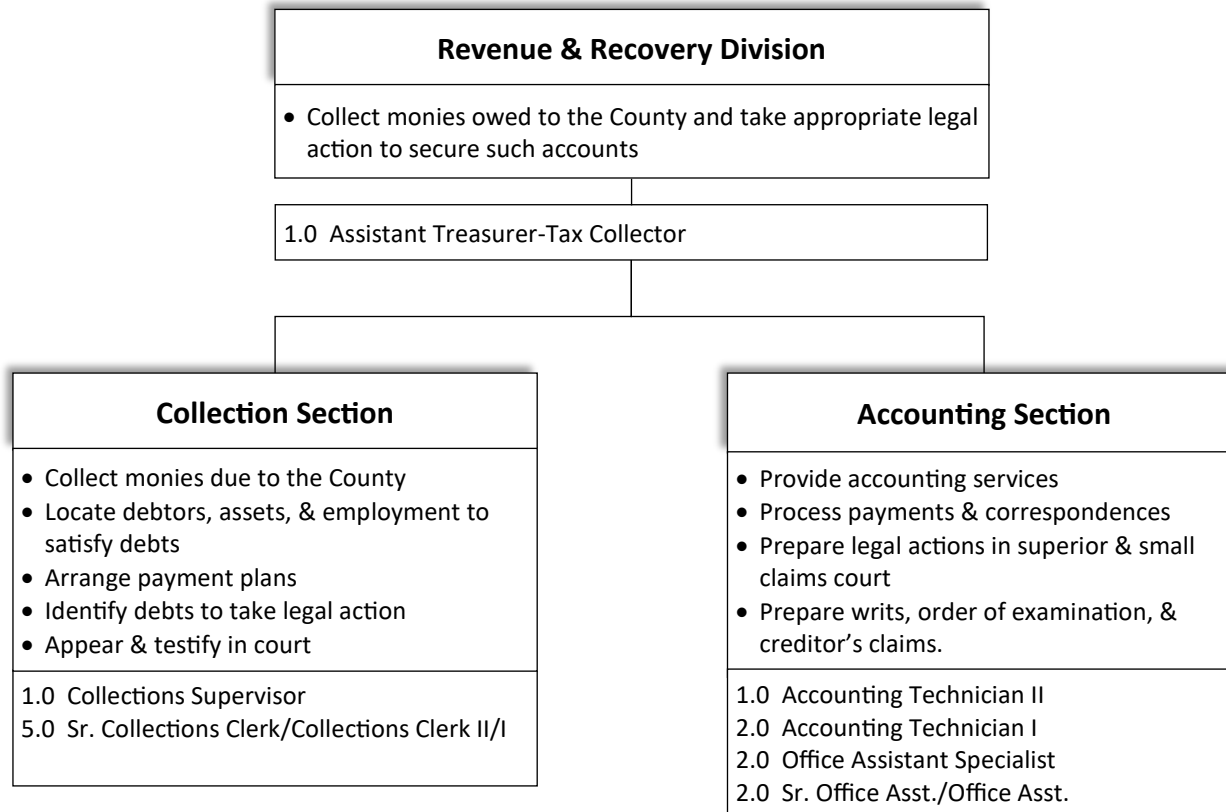 Revenue & Recovery Division
• Collect monies owed to the County and take appropriate legal
action to secure such accounts
1.0 Assistant Treasurer-Tax Collector
Collection Section
• Collect monies due to the County
• Locate debtors, assets, & employment to
satisfy debts
• Arrange payment plans
• Identify debts to take legal action
• Appear & testify in court
1.0 Collections Supervisor
5.0 Sr. Collections Clerk/Collections Clerk II/I
Accounting Section
• Provide accounting services
• Process payments & correspondences
• Prepare legal actions in superior & small
claims court
• Prepare writs, order of examination, &
creditor’s claims.
1.0 Accounting Technician II
2.0 Accounting Technician I
2.0 Office Assistant Specialist
2.0 Sr. Office Asst./Office Asst.